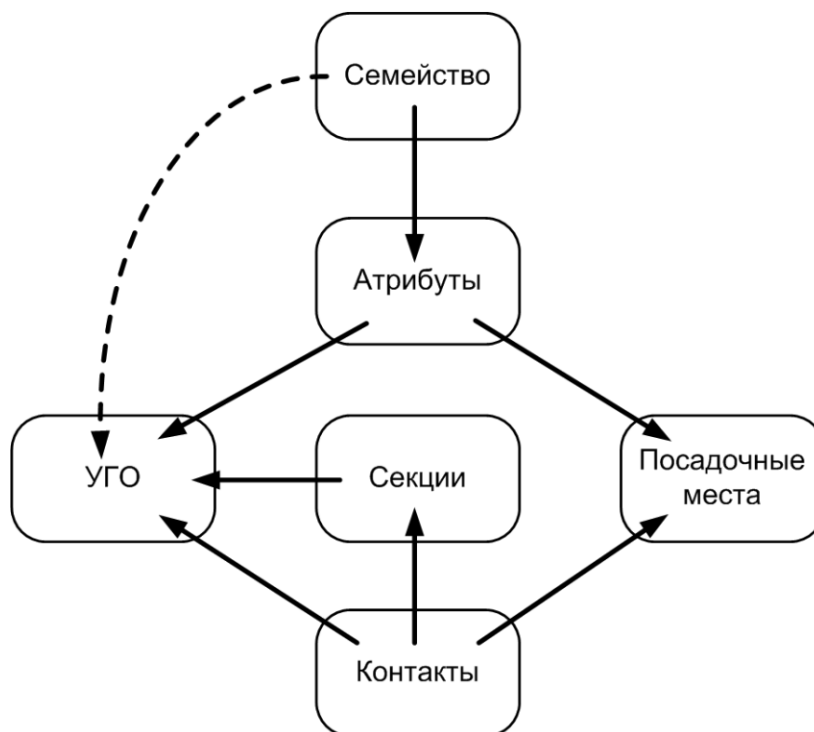 Семейство
Атрибуты
УГО
Секции
Посадочные
места
Контакты